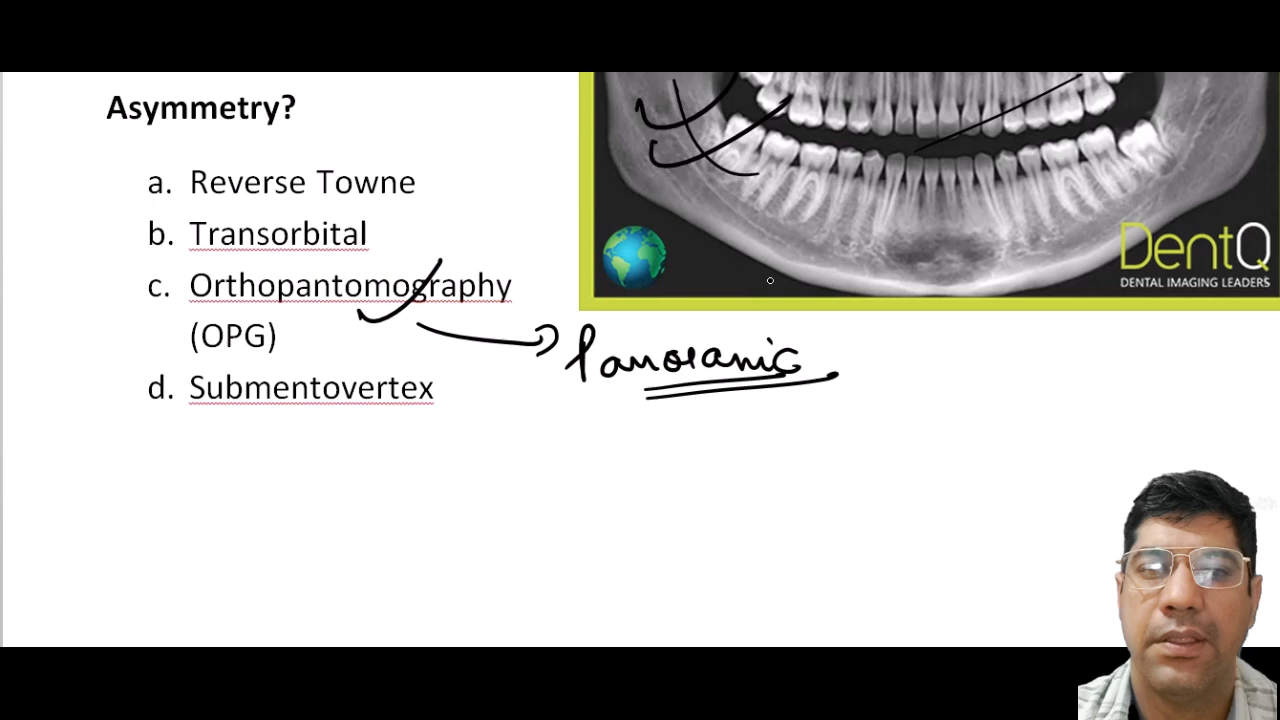 Asymmetry?
a. Reverse Towne
b. Transorbital
c. Orthopantomography
(OPG)
d. Submentovertex
DentQ
DENTAL IMAGING LEADERS
Panoramic